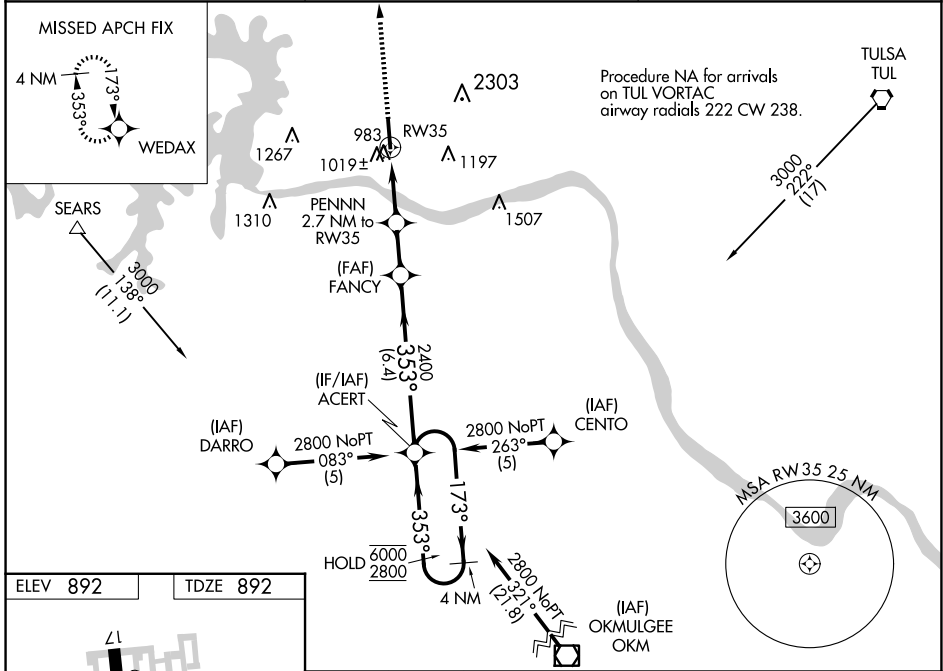 MISSED APCH FIX
4 NM
173°
353°
WEDAX
2303
Procedure NA for arrivals
on TUL VORTAC
airway radials 222 CW 238.
TULSA
TUL
3000
222°
(17)
983
RW35
1267
1019±
1197
1310
PENNN
2.7 NM to
RW35
1507
SEARS
3000
138°
(11.1)
(FAF)
FANCY
2400
353°
(6.4)
(IF/IAF)
ACERT
(IAF)
DARRO
2800 NoPT
083°
(5)
2800 NoPT
263°
(5)
(IAF)
CENTO
353°
173°
HOLD
6000
2800
4 NM
2800 NoPT
321°
(21.8)
(IAF)
OKMULGEE
OKM
MSA RW35 25 NM
3600
ELEV 892
TDZE 892
17